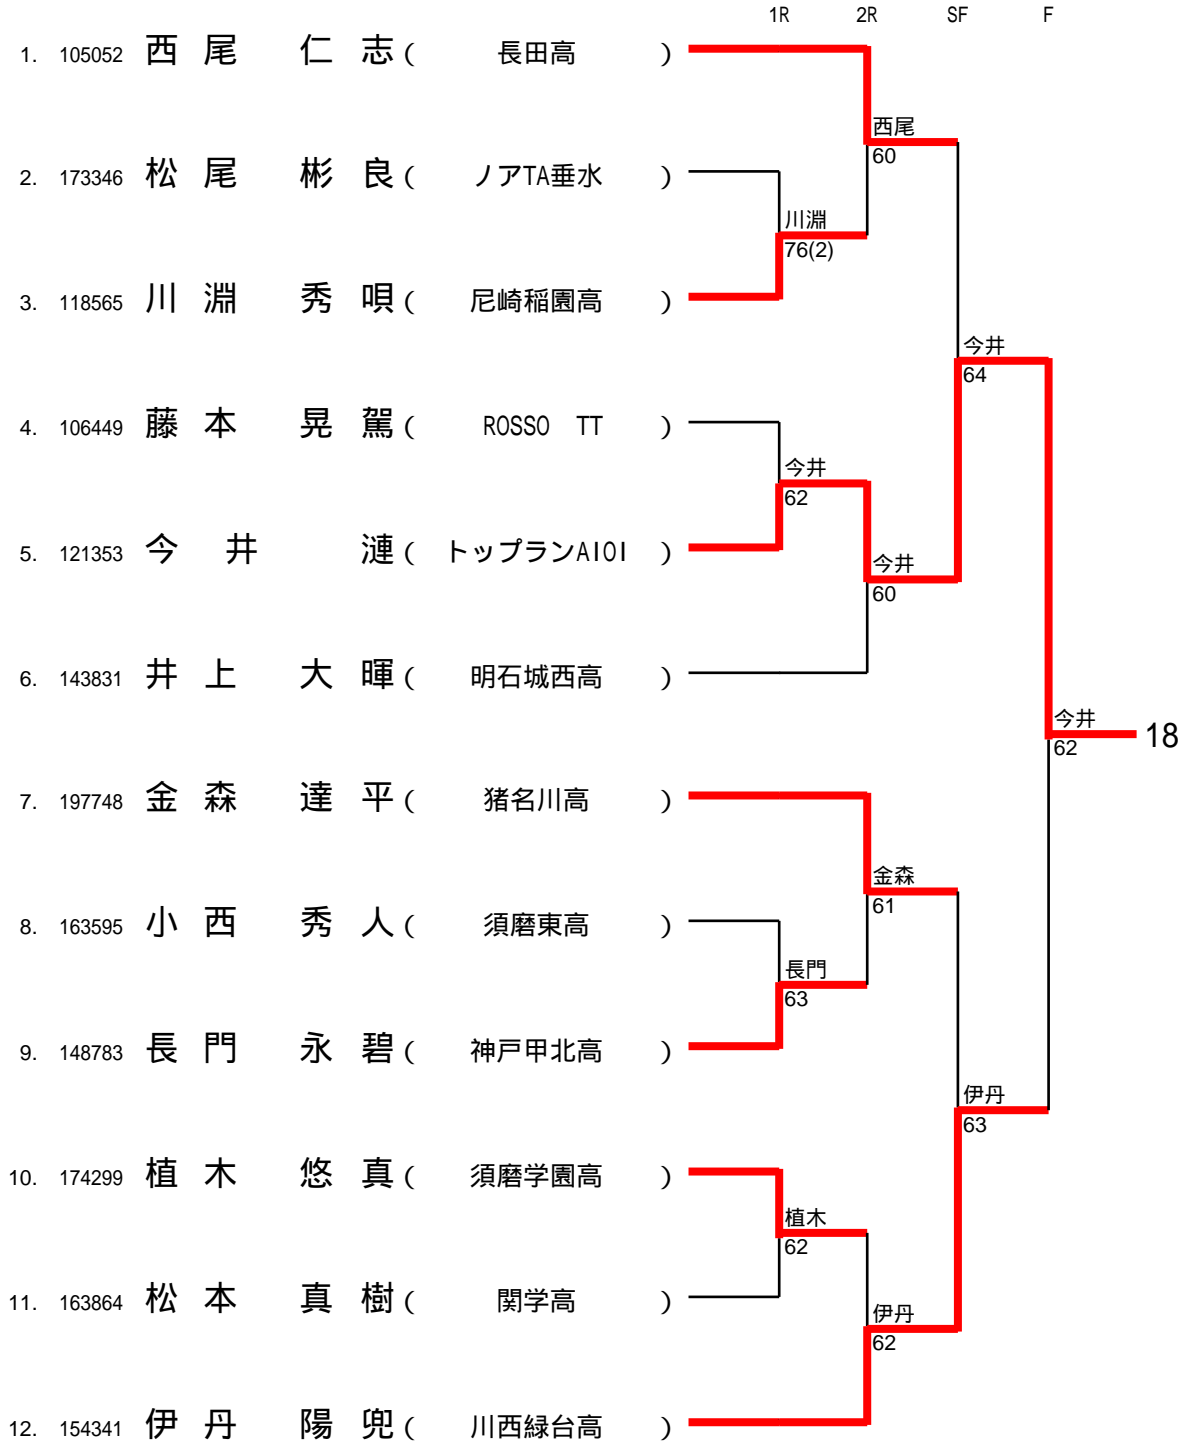 1R 2R SF F
1. 105052 西尾 仁志 ( 長田高 )
西尾
60
2. 173346 松尾 彬良 ( ノアTA垂水 )
川淵
76(2)
3. 118565 川淵 秀唄 ( 尼崎稲園高 )
今井
64
4. 106449 藤本 晃駕 ( ROSSO TT )
今井
62
5. 121353 今井 漣 ( トップランAIOI )
今井
60
6. 143831 井上 大暉 ( 明石城西高 )
今井
62
18
7. 197748 金森 達平 ( 猪名川高 )
金森
61
8. 163595 小西 秀人 ( 須磨東高 )
長門
63
9. 148783 長門 永碧 ( 神戸甲北高 )
伊丹
63
10. 174299 植木 悠真 ( 須磨学園高 )
植木
62
11. 163864 松本 真樹 ( 関学高 )
伊丹
62
12. 154341 伊丹 陽兜 ( 川西緑台高 )